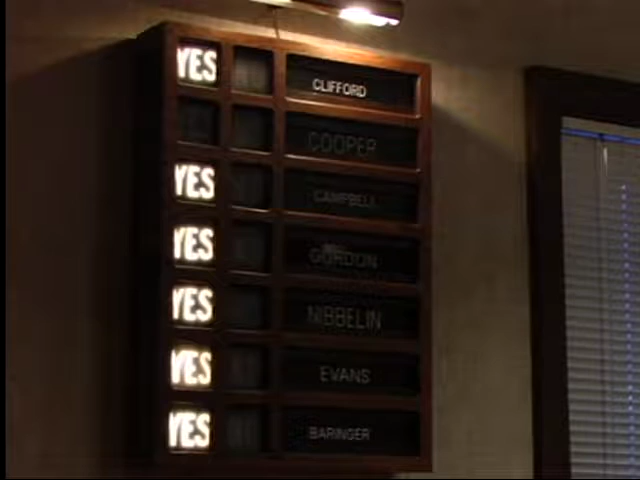 YES CLIFFORD
COOPER
YES CAMPBELL
YES GORDON
YES NIBBELIN
YES EVANS
YES BARINGER